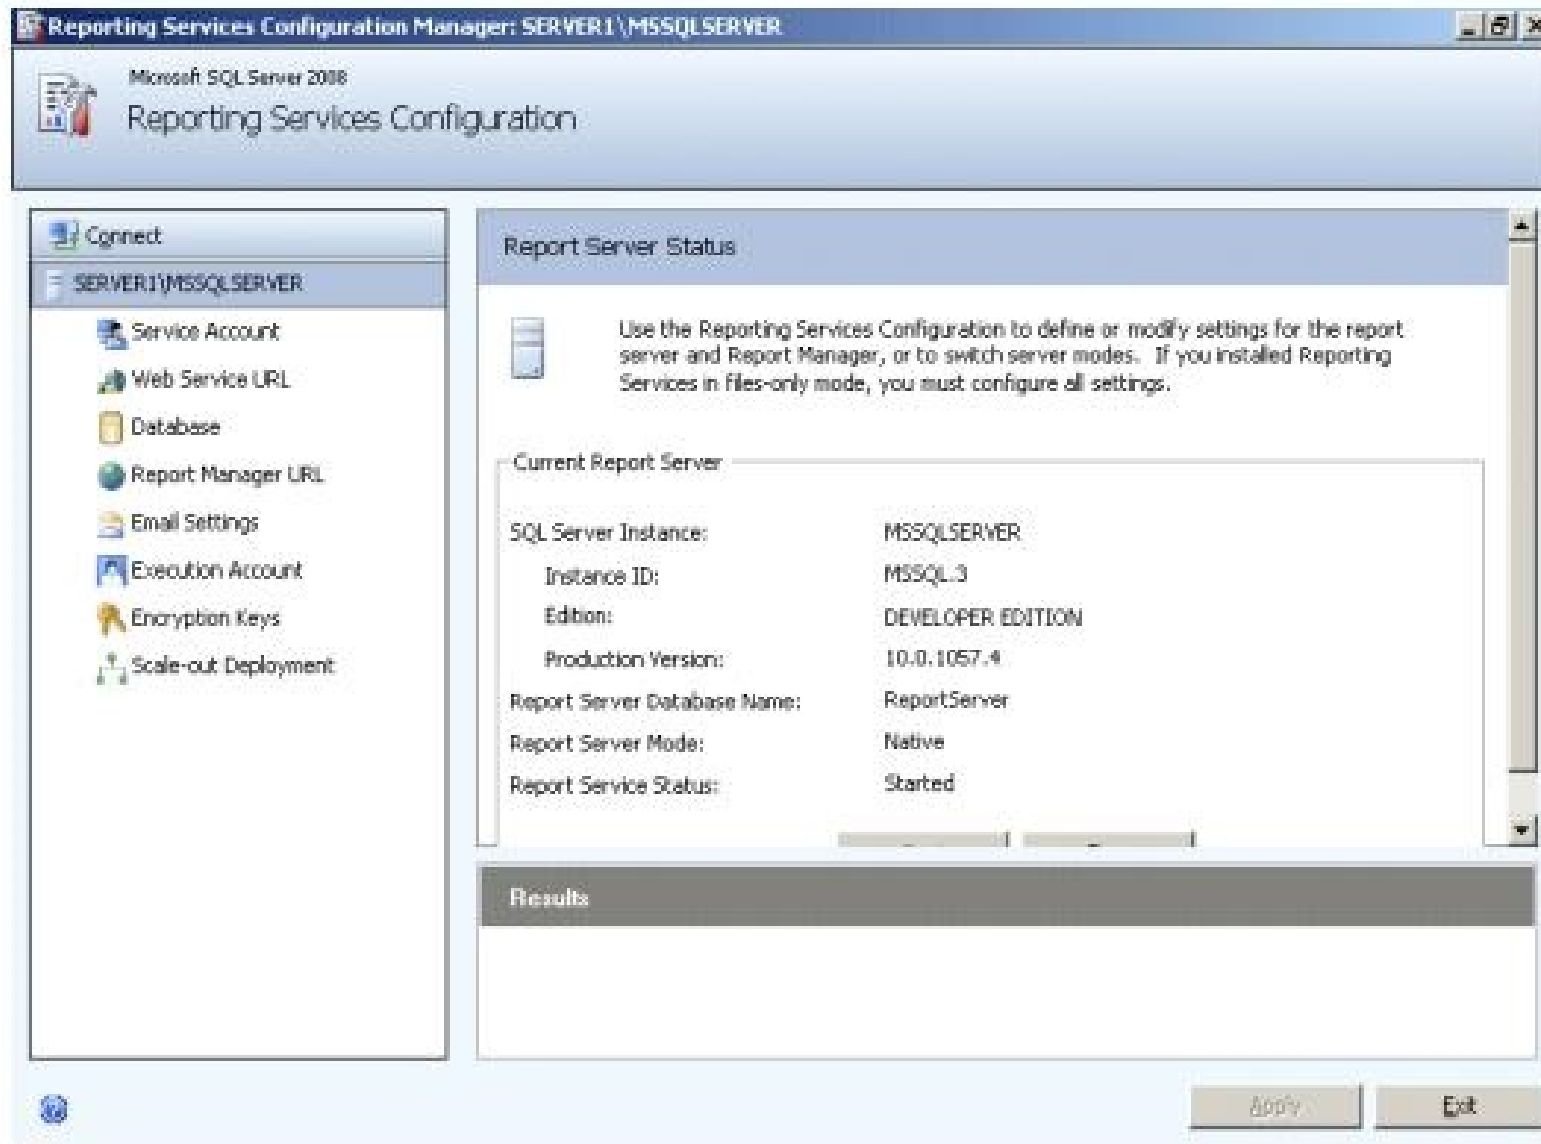 Reporting Services Configuration Manager: SERVER1\MSSQLSERVER
Microsoft SQL Server 2008
Reporting Services Configuration
Connect
SERVER1\MSSQLSERVER
Service Account
Web Service URL
Database
Report Manager URL
Email Settings
Execution Account
Encryption Keys
Scale-out Deployment
Report Server Status
Use the Reporting Services Configuration to define or modify settings for the report
server and Report Manager, or to switch server modes. If you installed Reporting
Services in files-only mode, you must configure all settings.
Current Report Server
SQL Server Instance: MSSQLSERVER
Instance ID: MSSQL.3
Edition: DEVELOPER EDITION
Production Version: 10.0.1057.4
Report Server Database Name: ReportServer
Report Server Mode: Native
Report Service Status: Started
Results
Apply
Exit